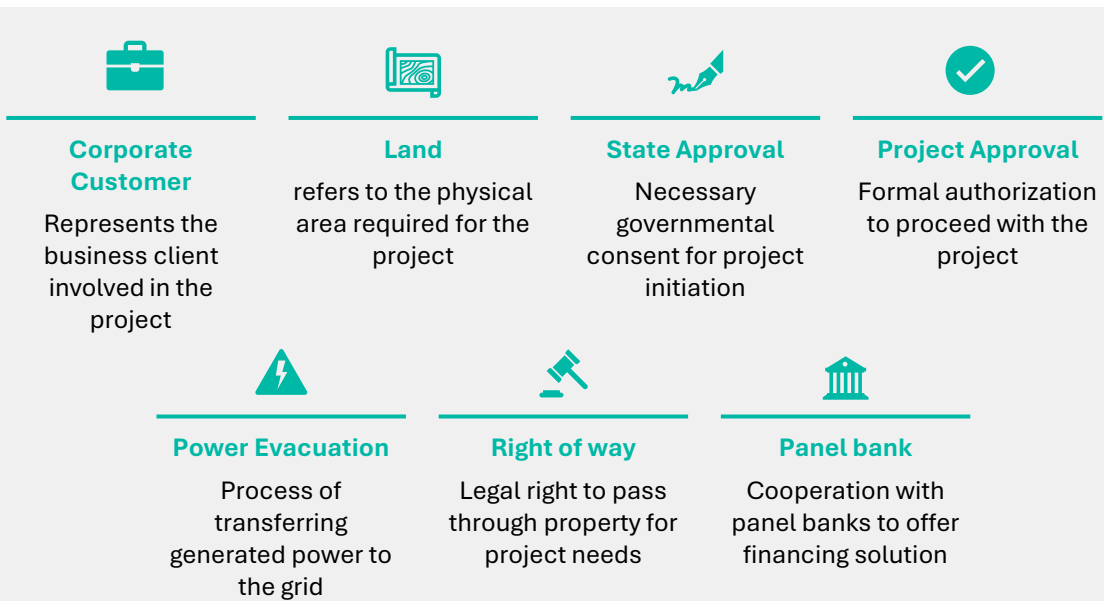 Corporate
Customer
Represents the
business client
involved in the
project
Land
refers to the physical
area required for the
project
State Approval
Necessary
governmental
consent for project
initiation
Project Approval
Formal authorization
to proceed with the
project
Power Evacuation
Process of
transferring
generated power to
the grid
Right of way
Legal right to pass
through property for
project needs
Panel bank
Cooperation with
panel banks to offer
financing solution